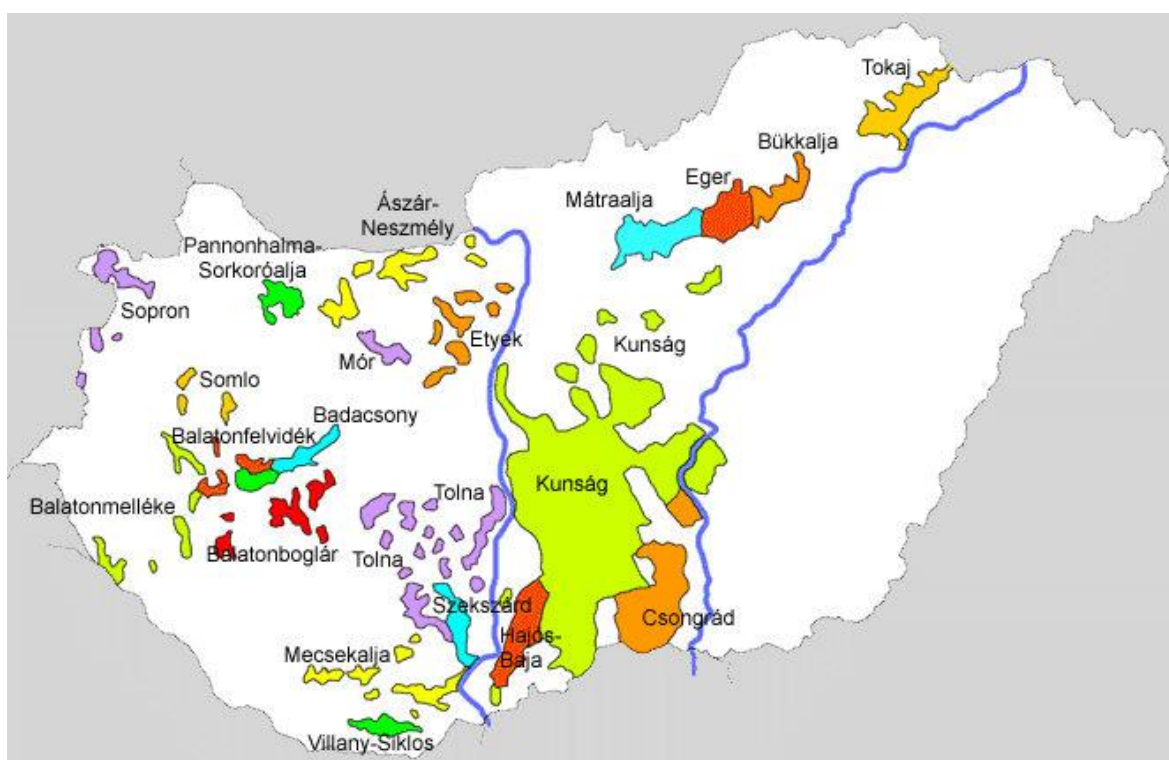 Tokaj
Bükkalja
Eger
Mátraalja
Ászár-
Neszmély
Pannonhalma-
Sorkoróalja
Sopron
Etyek
Kunság
Mór
Somlo
Badacsony
Balatonfelvidék
Kunság
Tolna
Balatonmelléke
Balatonboglár
Tolna
Szekszárd
Csongrád
Hajós-
Baja
Mecsekalja
Villany-Siklos